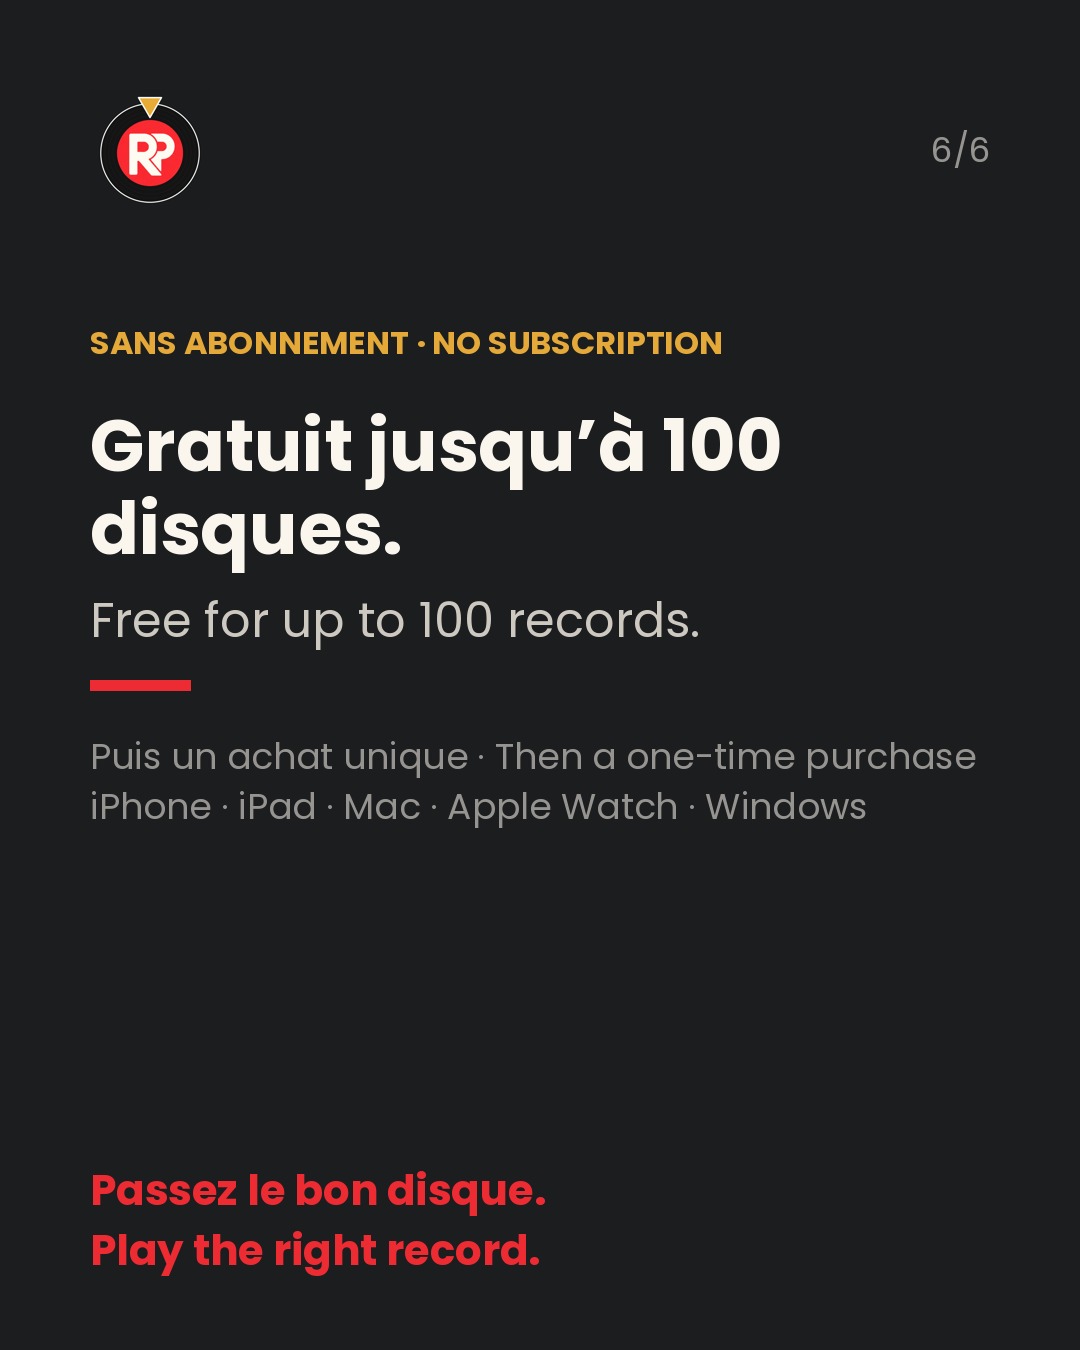 RP
6/6
SANS ABONNEMENT · NO SUBSCRIPTION
Gratuit jusqu’à 100
disques.
Free for up to 100 records.
Puis un achat unique · Then a one-time purchase
iPhone · iPad · Mac · Apple Watch · Windows
Passez le bon disque.
Play the right record.